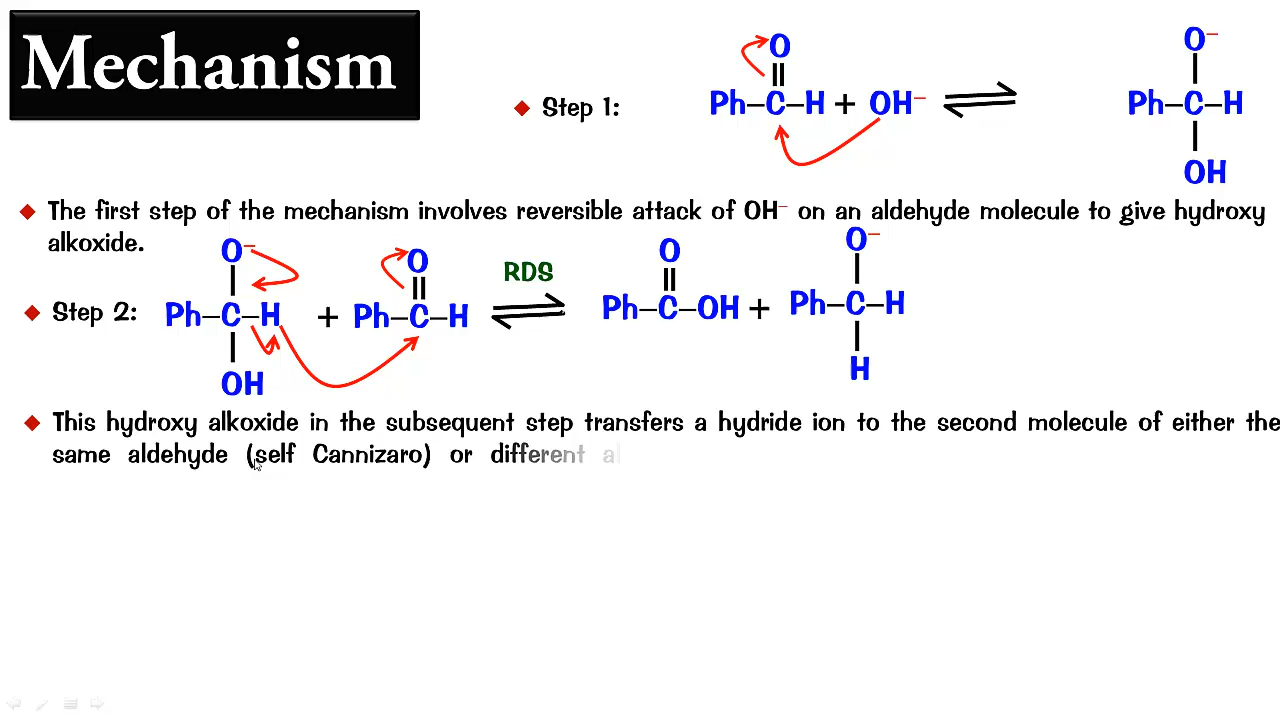 Mechanism
Step 1:
O
Ph–C–H + OH–
O–
Ph–C–H
OH
The first step of the mechanism involves reversible attack of OH– on an aldehyde molecule to give hydroxy
alkoxide.
Step 2:
O–
Ph–C–H
OH
+
O
Ph–C–H
RDS
O
Ph–C–OH +
O–
Ph–C–H
H
This hydroxy alkoxide in the subsequent step transfers a hydride ion to the second molecule of either the
same aldehyde (self Cannizaro) or different